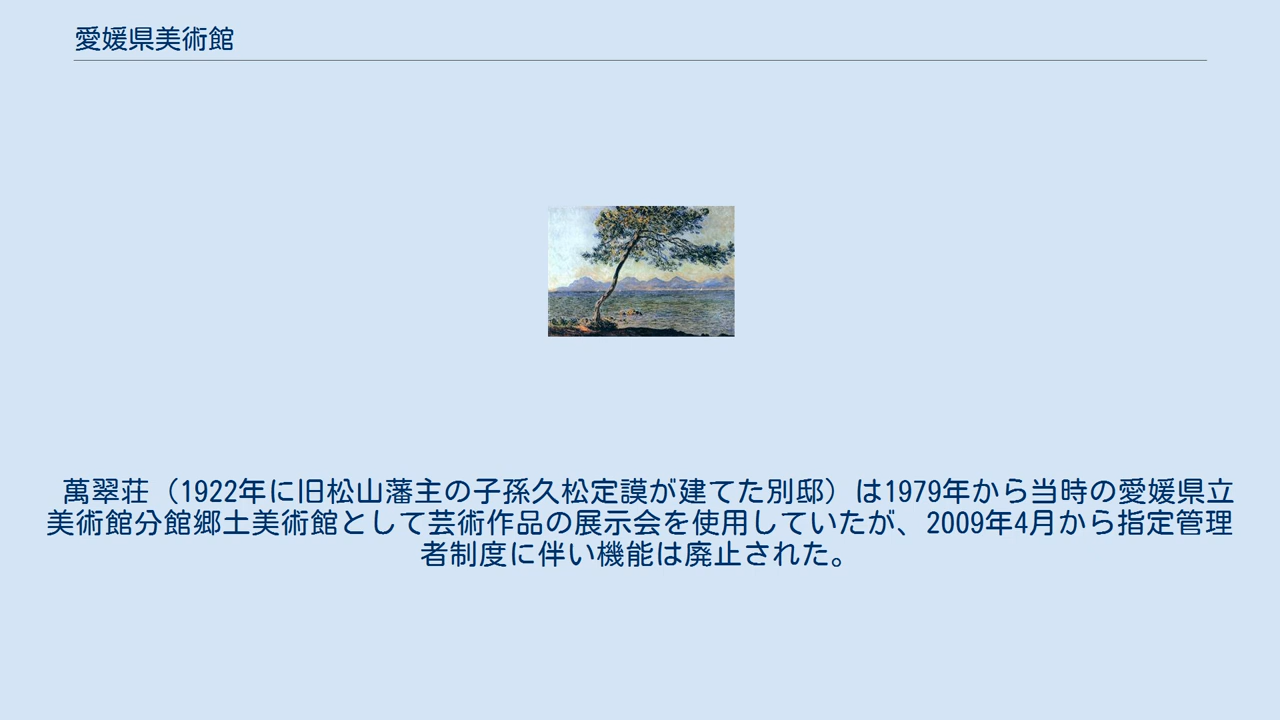 愛媛県美術館
萬翠荘（1922年に旧松山藩主の子孫久松定謨が建てた別邸）は1979年から当時の愛媛県立
美術館分館郷土美術館として芸術作品の展示会を使用していたが、2009年4月から指定管理
者制度に伴い機能は廃止された。